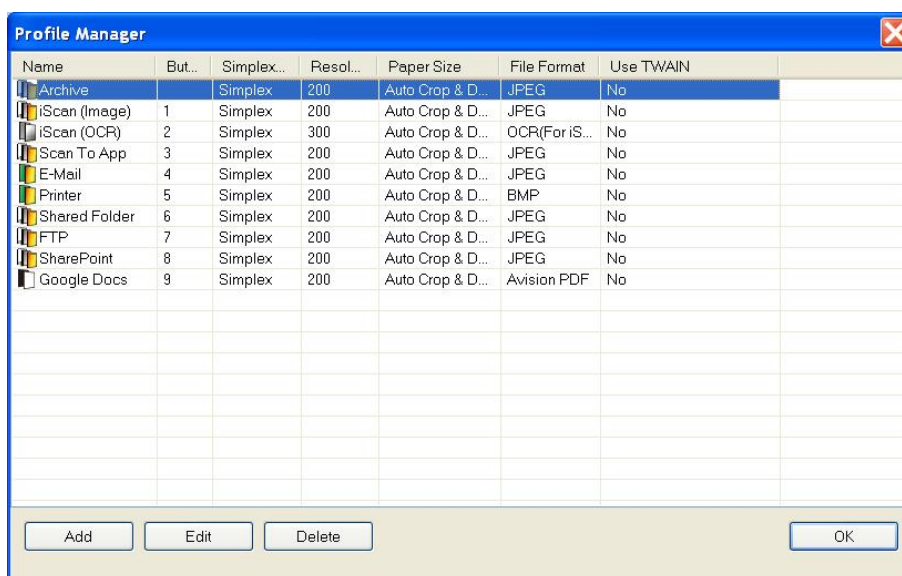 Profile Manager
Name But... Simplex... Resol... Paper Size File Format Use TWAIN
Archive Simplex 200 Auto Crop & D... JPEG No
iScan (Image) 1 Simplex 200 Auto Crop & D... JPEG No
iScan (OCR) 2 Simplex 300 Auto Crop & D... OCR(For iS... No
Scan To App 3 Simplex 200 Auto Crop & D... JPEG No
E-Mail 4 Simplex 200 Auto Crop & D... JPEG No
Printer 5 Simplex 200 Auto Crop & D... BMP No
Shared Folder 6 Simplex 200 Auto Crop & D... JPEG No
FTP 7 Simplex 200 Auto Crop & D... JPEG No
SharePoint 8 Simplex 200 Auto Crop & D... JPEG No
Google Docs 9 Simplex 200 Auto Crop & D... Avision PDF No
Add Edit Delete OK